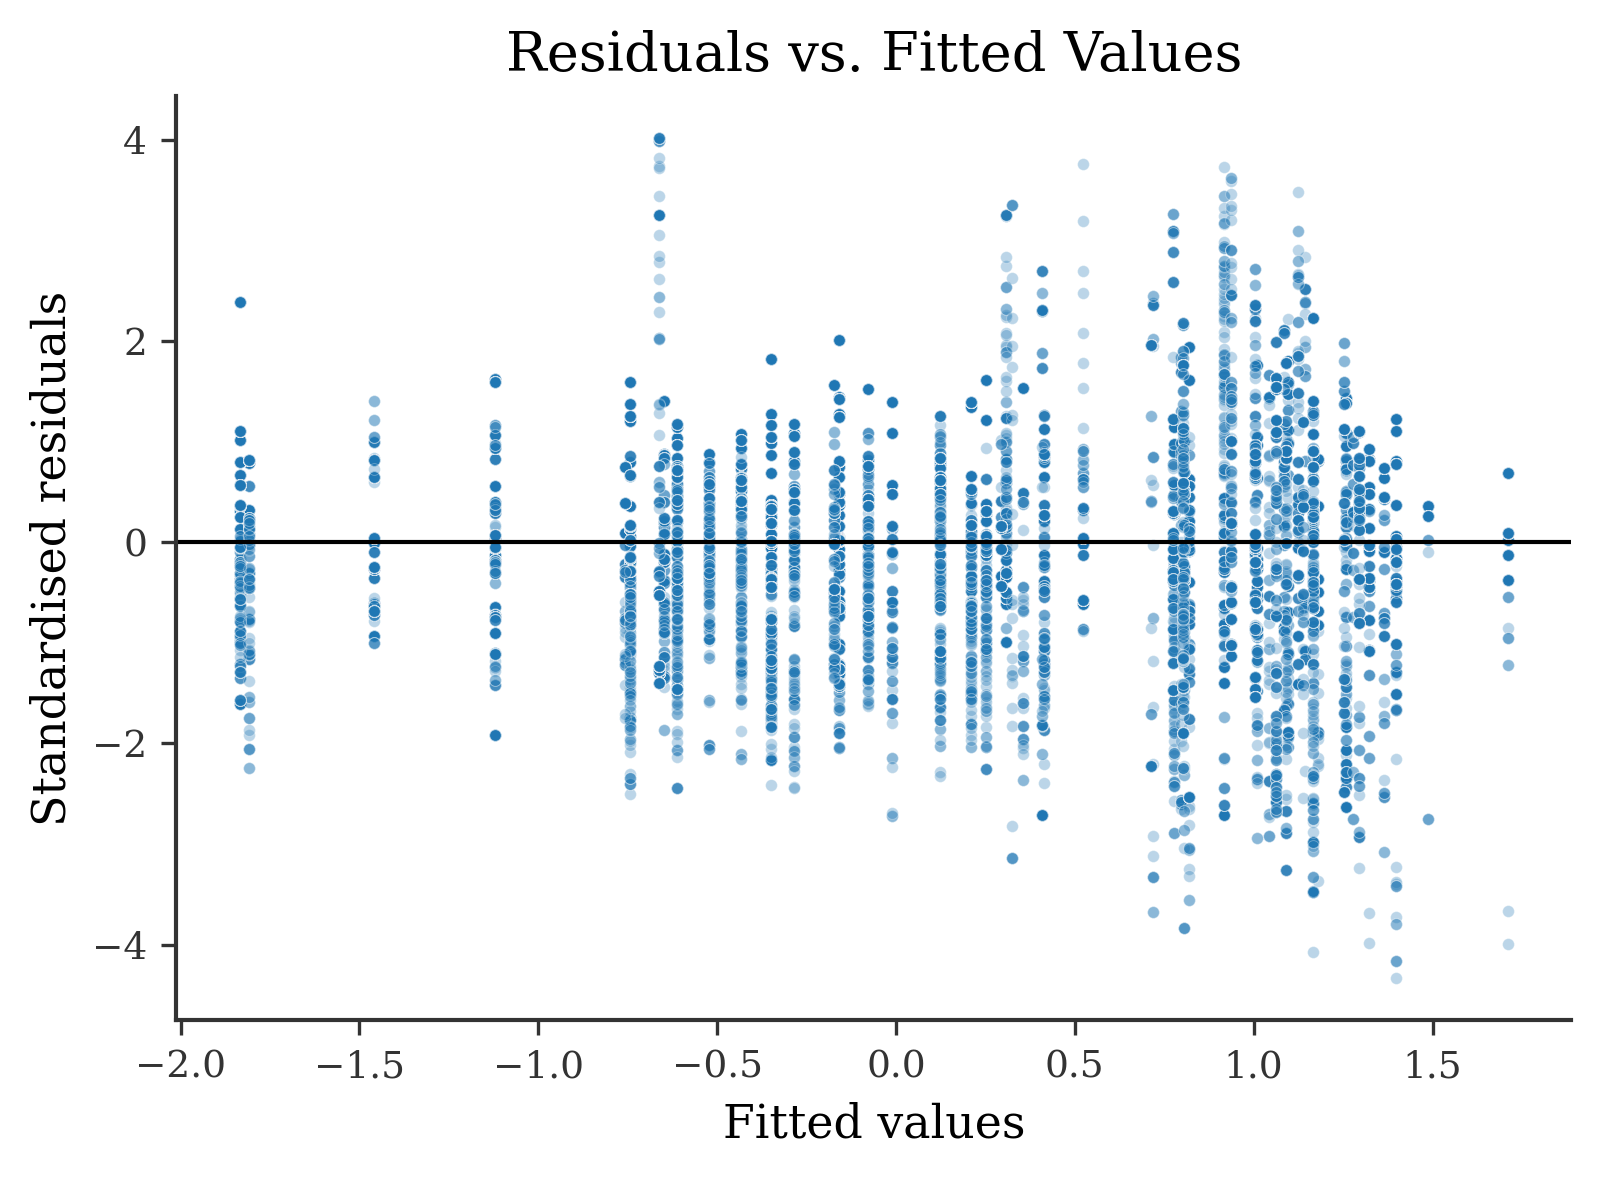 Residuals vs. Fitted Values
Standardised residuals
4
2
0
−2
−4
−2.0 −1.5 −1.0 −0.5 0.0 0.5 1.0 1.5
Fitted values